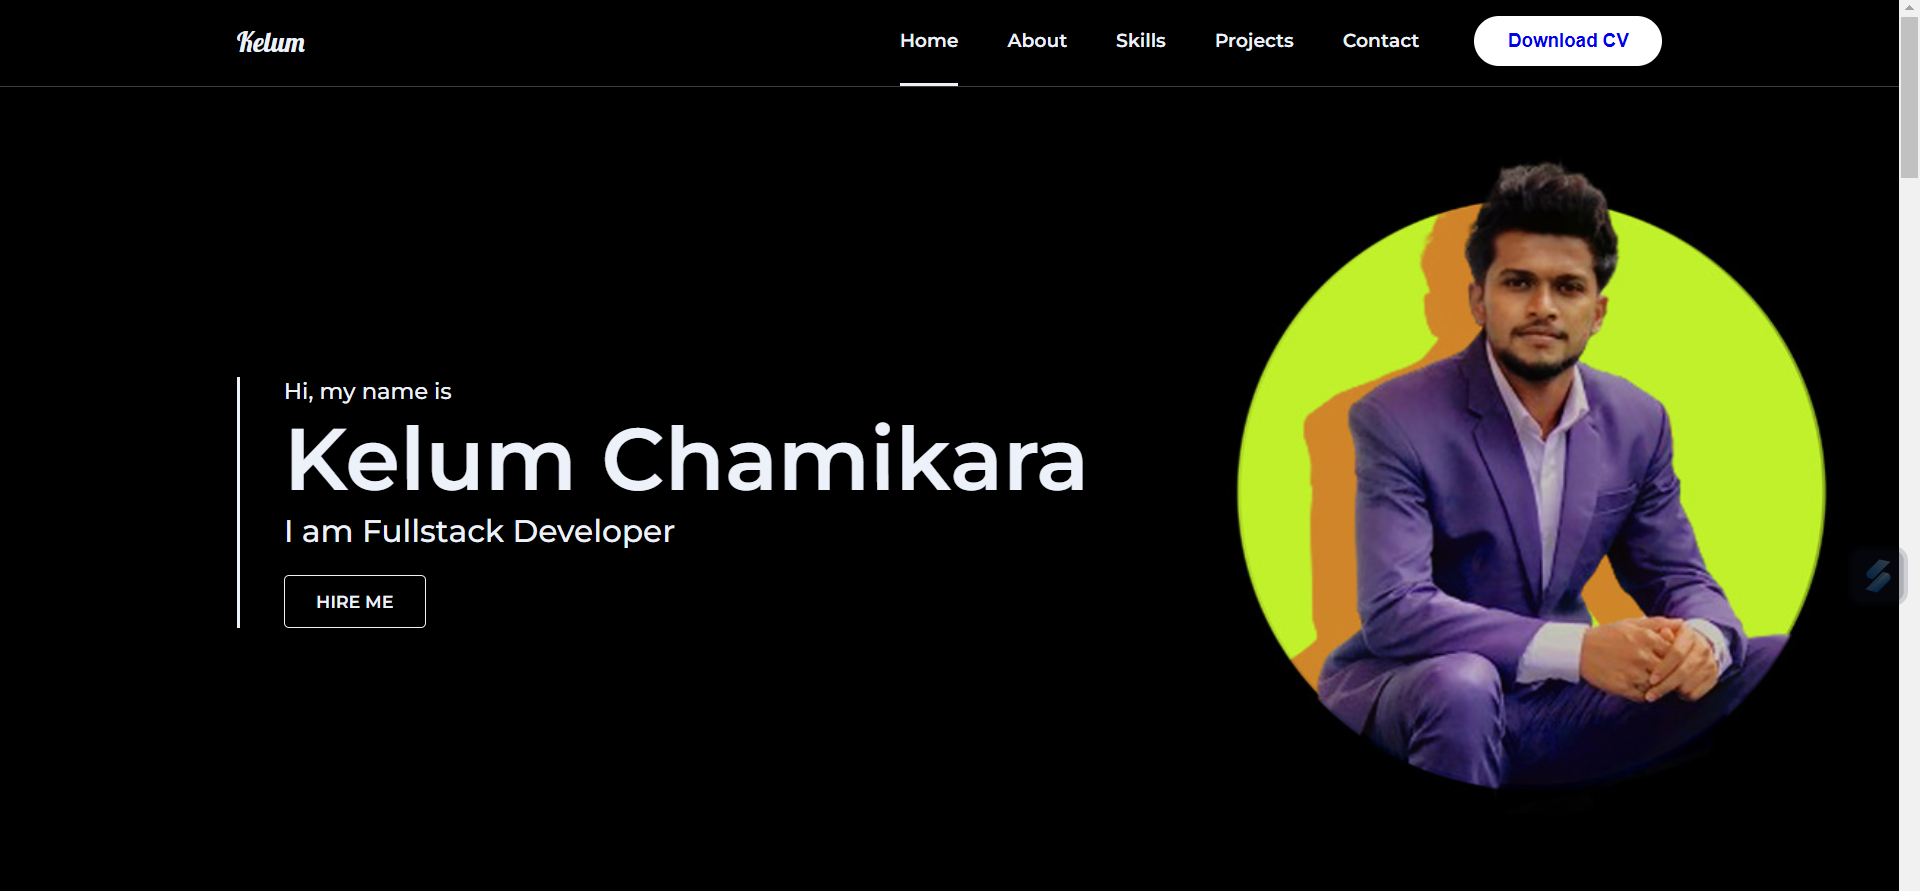 Kelum
Home About Skills Projects Contact Download CV
Hi, my name is
Kelum Chamikara
I am Fullstack Developer
HIRE ME